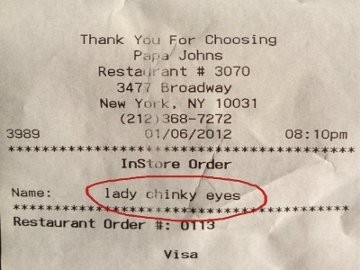 Thank You For Choosing
Papa Johns
Restaurant # 3070
3477 Broadway
New York, NY 10031
(212)368-7272
3989 01/06/2012 08:10pm
****************************************
InStore Order
Name: lady chinky eyes
****************************************
Restaurant Order #: 0113
Visa